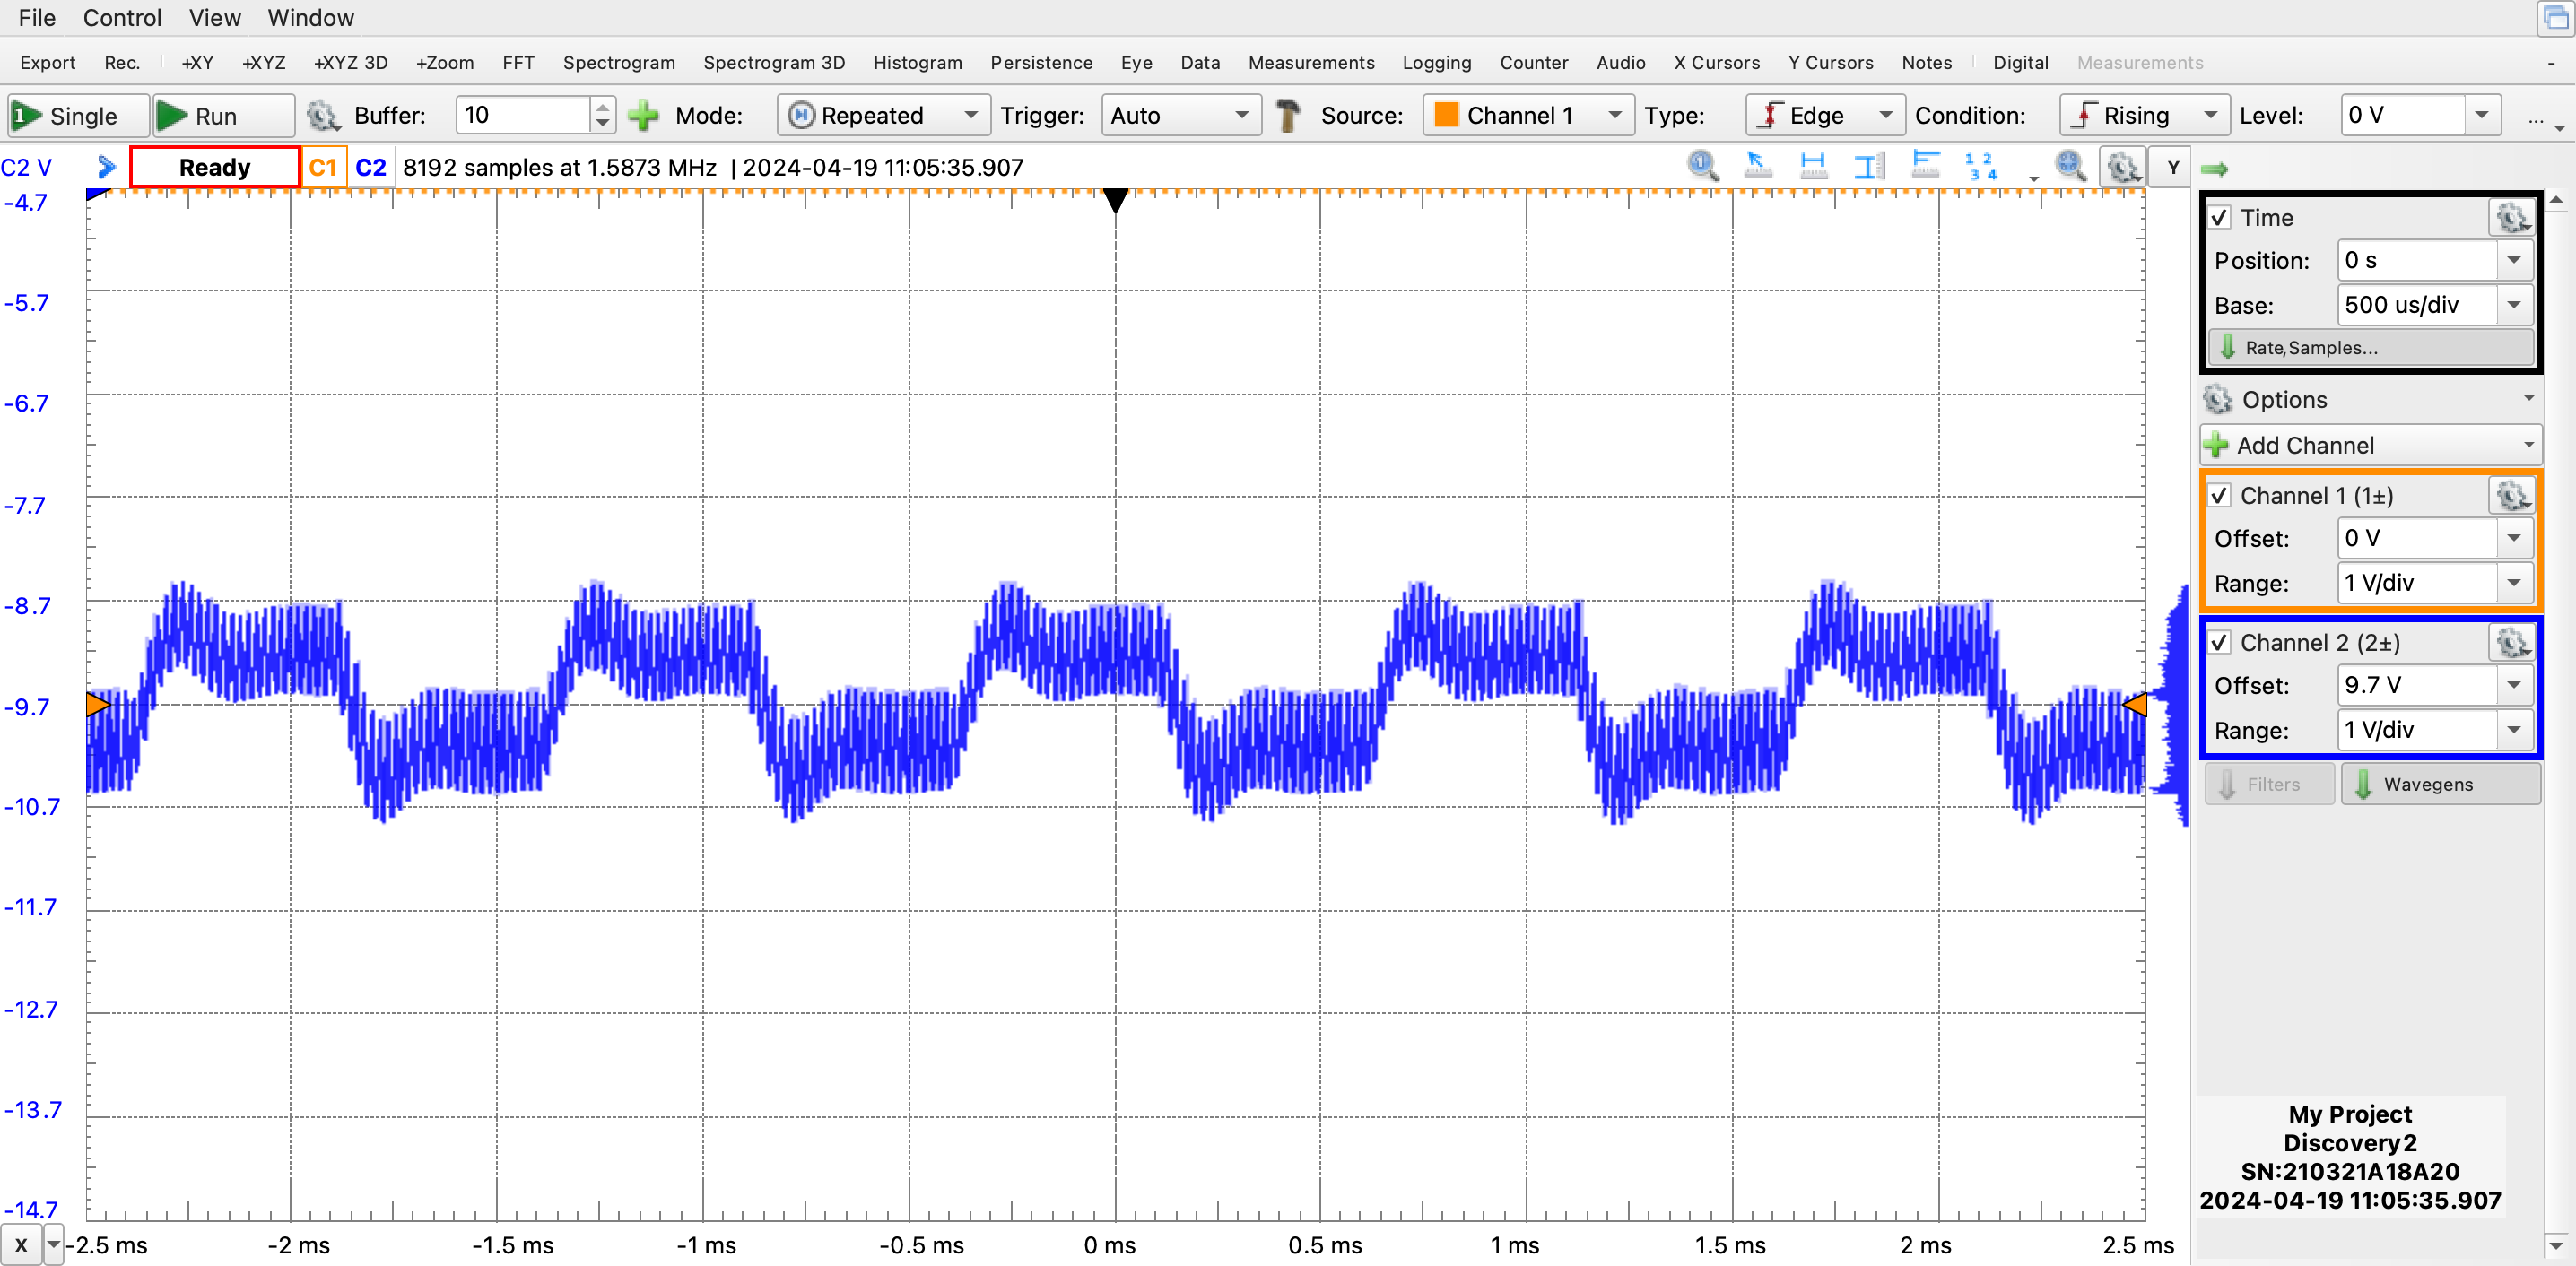 File Control View Window
Export Rec. +XY +XYZ +XYZ 3D +Zoom FFT Spectrogram Spectrogram 3D Histogram Persistence Eye Data Measurements Logging Counter Audio X Cursors Y Cursors Notes Digital Measurements -
1 Single Run Buffer: 10 Mode: Repeated Trigger: Auto Source: Channel 1 Type: Edge Condition: Rising Level: 0 V ...
C2 V Ready C1 C2 8192 samples at 1.5873 MHz | 2024-04-19 11:05:35.907 Y
-4.7
-5.7
-6.7
-7.7
-8.7
-9.7
-10.7
-11.7
-12.7
-13.7
-14.7
X -2.5 ms -2 ms -1.5 ms -1 ms -0.5 ms 0 ms 0.5 ms 1 ms 1.5 ms 2 ms 2.5 ms
Time
Position: 0 s
Base: 500 us/div
Rate,Samples...
Options
Add Channel
Channel 1 (1±)
Offset: 0 V
Range: 1 V/div
Channel 2 (2±)
Offset: 9.7 V
Range: 1 V/div
Filters Wavegens
My Project
Discovery2
SN:210321A18A20
2024-04-19 11:05:35.907